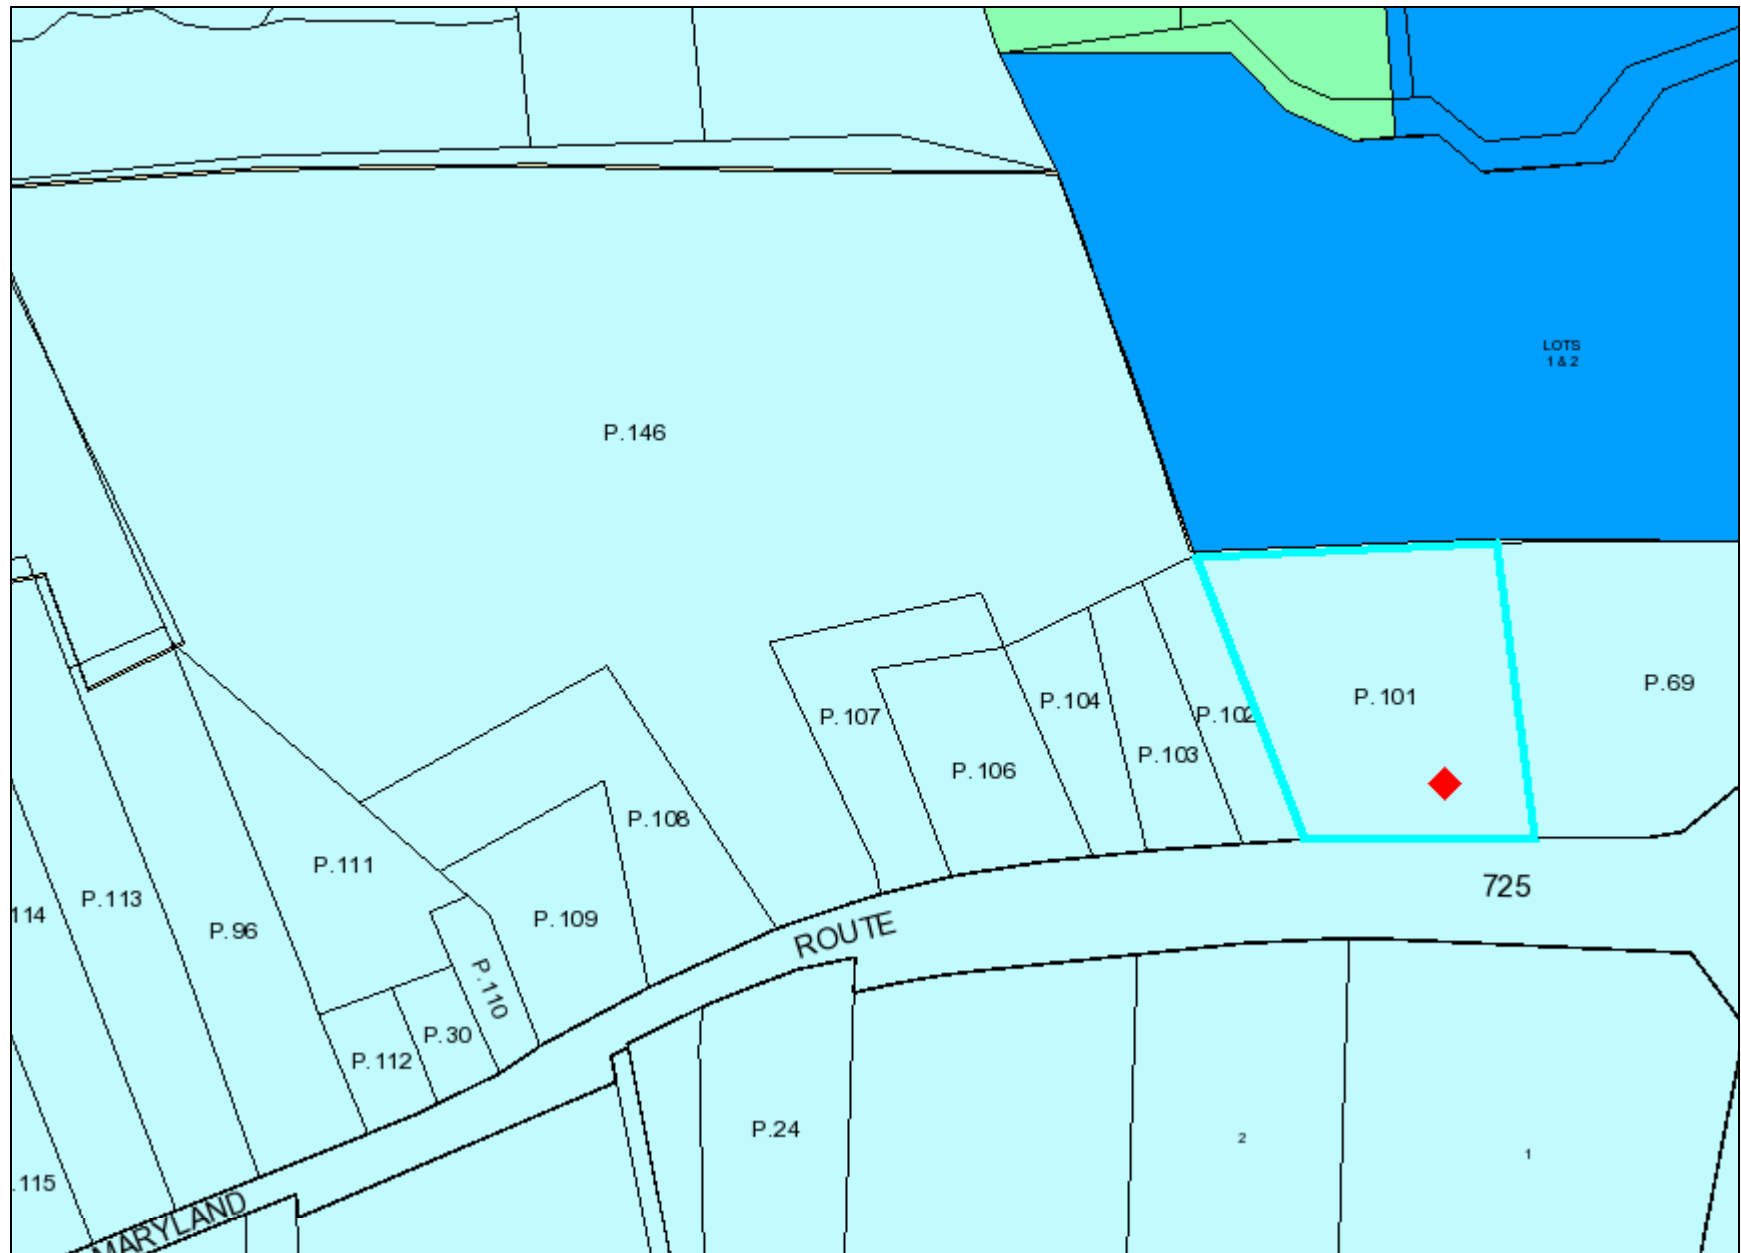 LOTS
1 & 2
P.146
P.69
P.101
P.104
P.102
P.107
P.103
P.106
P.108
P.111
725
P.113
114
P.109
ROUTE
P.96
P.110
P.30
P.112
P.24
2
1
.115
MARYLAND